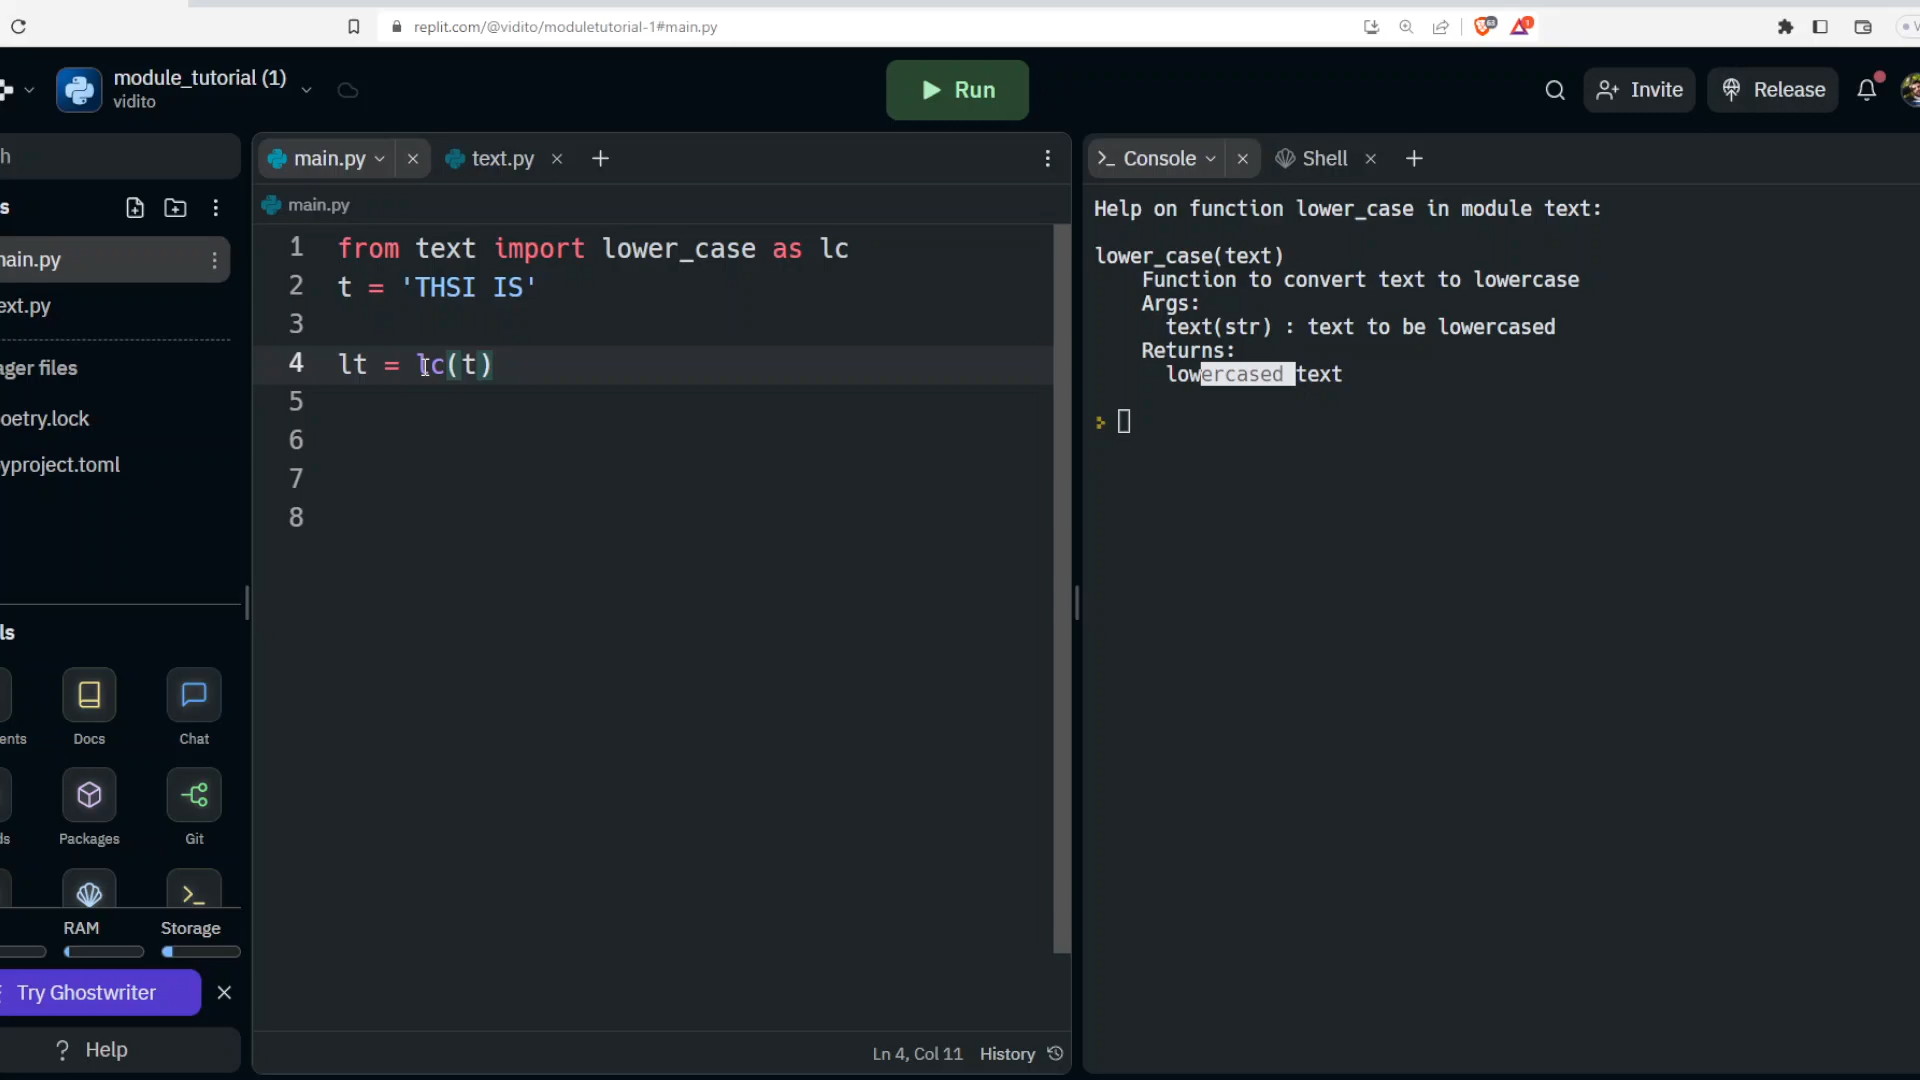 replit.com/@vidito/moduletutorial-1#main.py
module_tutorial (1)
vidito
Run
Invite
Release
h
s
main.py
ext.py
ager files
oetry.lock
yproject.toml
ls
ents
Docs
Chat
ds
Packages
Git
RAM
Storage
Try Ghostwriter
? Help
main.py
text.py
main.py
1 from text import lower_case as lc
2 t = 'THSI IS'
3
4 lt = lc(t)
5
6
7
8
Ln 4, Col 11 History
Console
Shell
Help on function lower_case in module text:
lower_case(text)
Function to convert text to lowercase
Args:
text(str) : text to be lowercased
Returns:
lowercased text